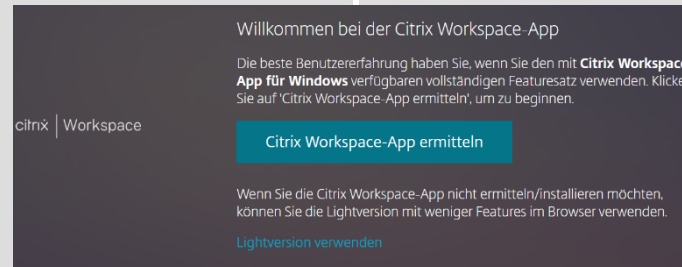 Willkommen bei der Citrix Workspace-App
Die beste Benutzererfahrung haben Sie, wenn Sie den mit Citrix Workspace
App für Windows verfügbaren vollständigen Featuresatz verwenden. Klicke
Sie auf 'Citrix Workspace-App ermitteln', um zu beginnen.
citrix | Workspace
Citrix Workspace-App ermitteln
Wenn Sie die Citrix Workspace-App nicht ermitteln/installieren möchten,
können Sie die Lightversion mit weniger Features im Browser verwenden.
Lightversion verwenden